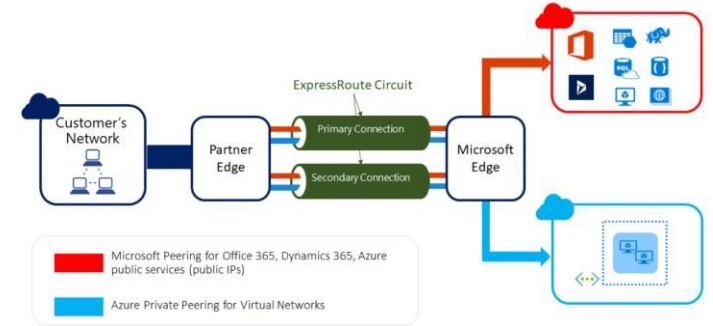 ExpressRoute Circuit
Customer's
Network
Partner
Edge
Primary Connection
Secondary Connection
Microsoft
Edge
SQL
Microsoft Peering for Office 365, Dynamics 365, Azure
public services (public IPs)
Azure Private Peering for Virtual Networks